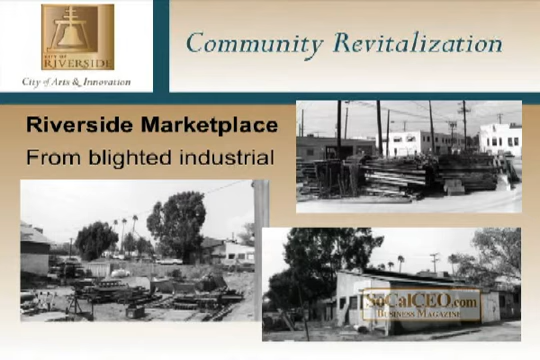 CITY OF
RIVERSIDE
City of Arts & Innovation
Community Revitalization
Riverside Marketplace
From blighted industrial
SoCalCEO.com
BUSINESS MAGAZINE